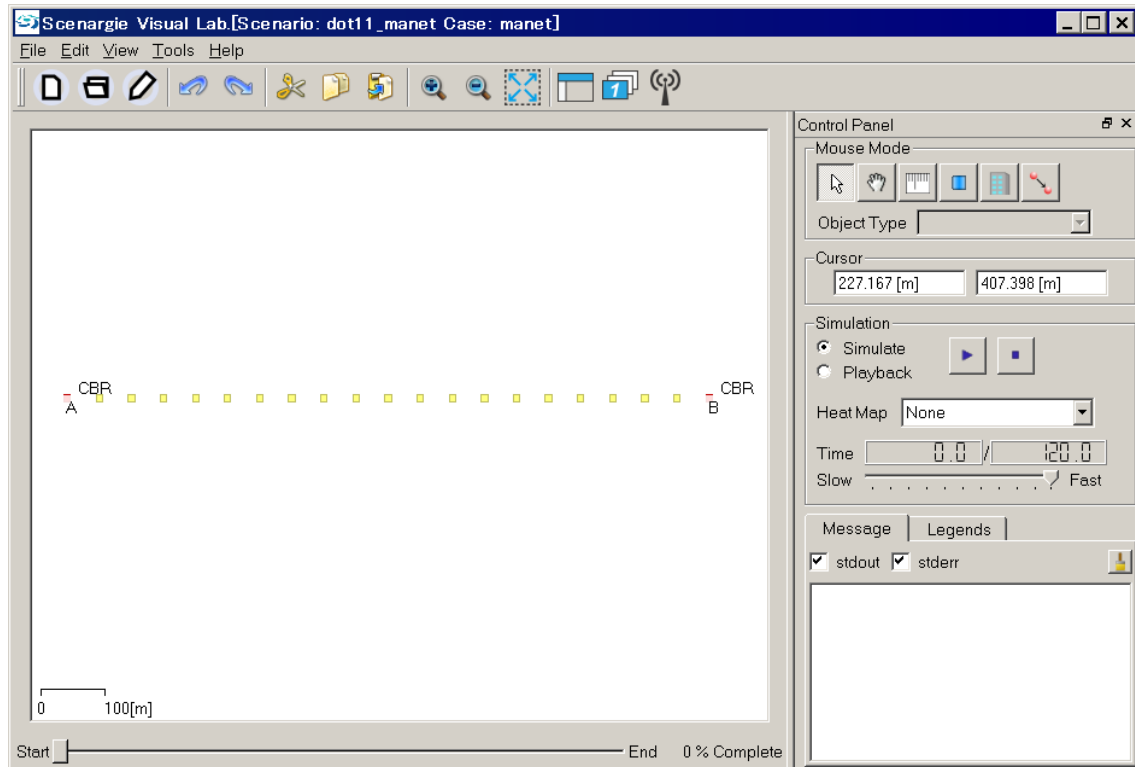 Scenargie Visual Lab.[Scenario: dot11_manet Case: manet]
File Edit View Tools Help
1
Control Panel
Mouse Mode
Object Type
Cursor
227.167 [m] 407.398 [m]
Simulation
Simulate
Playback
Heat Map None
Time 0.0 / 120.0
Slow Fast
Message Legends
stdout stderr
CBR CBR
A B
0 100[m]
Start End 0 % Complete